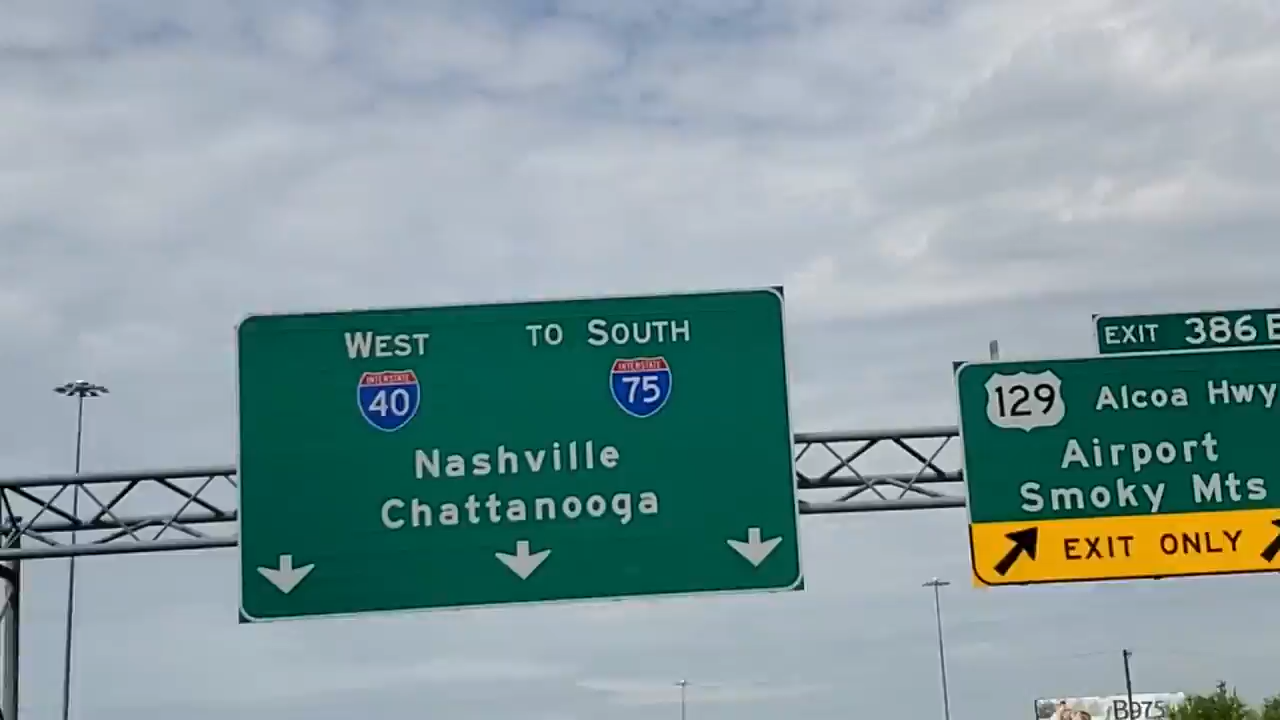 WEST TO SOUTH
INTERSTATE 40 INTERSTATE 75
Nashville
Chattanooga
EXIT 386
129 Alcoa Hwy
Airport
Smoky Mts
EXIT ONLY
B975